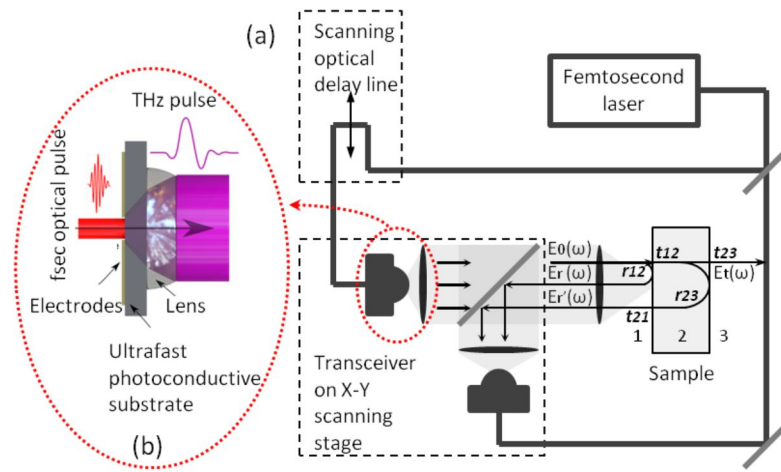 (a)
Scanning
optical
delay line
Femtosecond
laser
THz pulse
fsec optical pulse
Electrodes
Lens
Ultrafast
photoconductive
substrate
(b)
E0(ω)
Er (ω)
Er′(ω)
t12
r12
t23
Et(ω)
r23
t21
1 2 3
Sample
Transceiver
on X-Y
scanning
stage